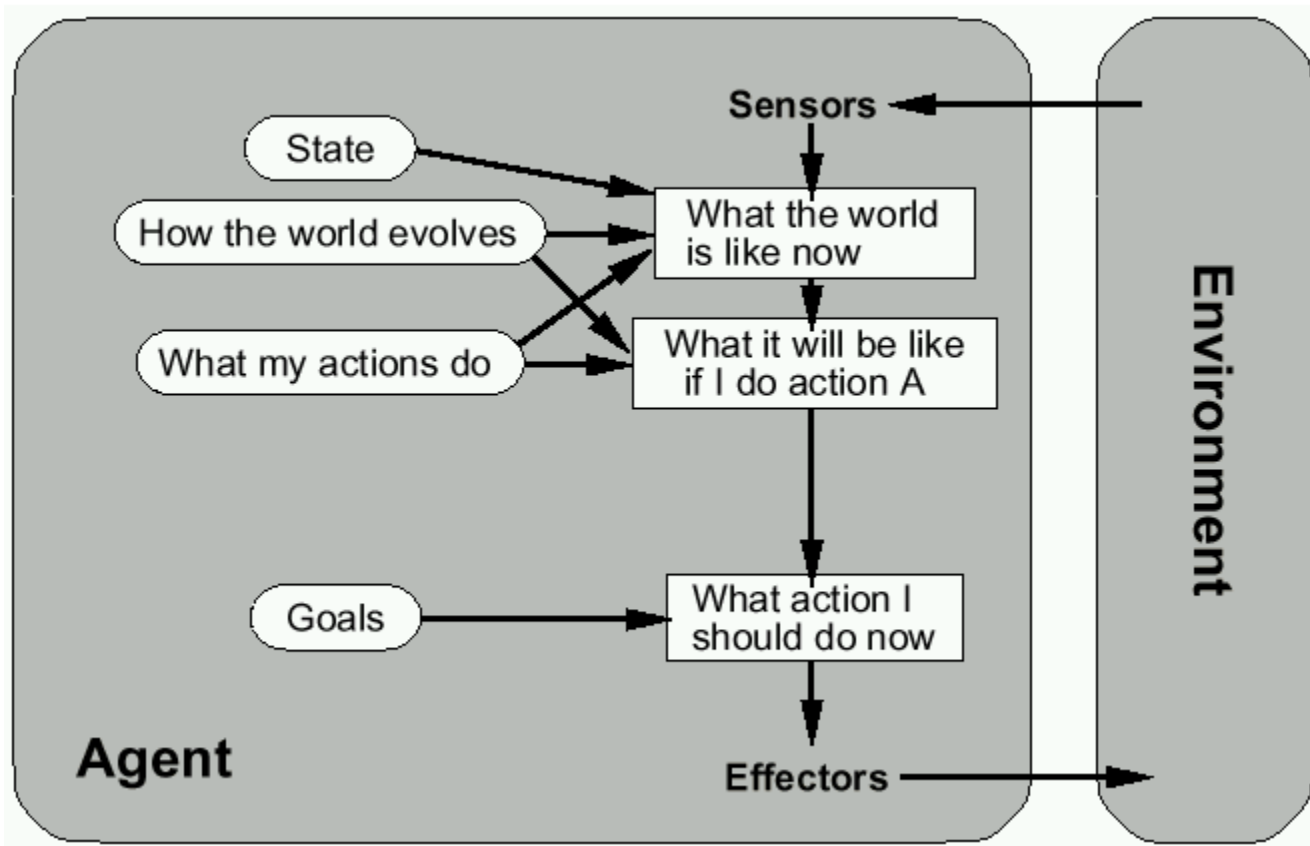 Sensors
State
What the world
is like now
How the world evolves
What it will be like
if I do action A
What my actions do
Goals
What action I
should do now
Agent
Effectors
Environment